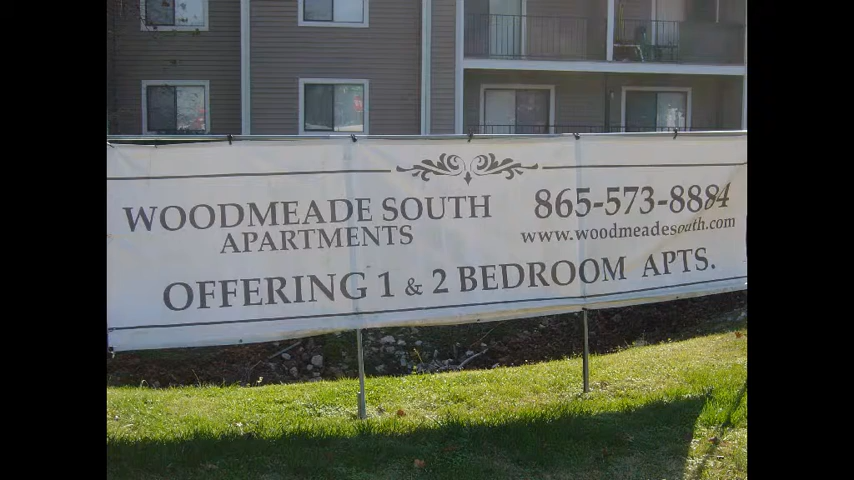 WOODMEADE SOUTH
APARTMENTS
865-573-8884
www.woodmeadesouth.com
OFFERING 1 & 2 BEDROOM APTS.